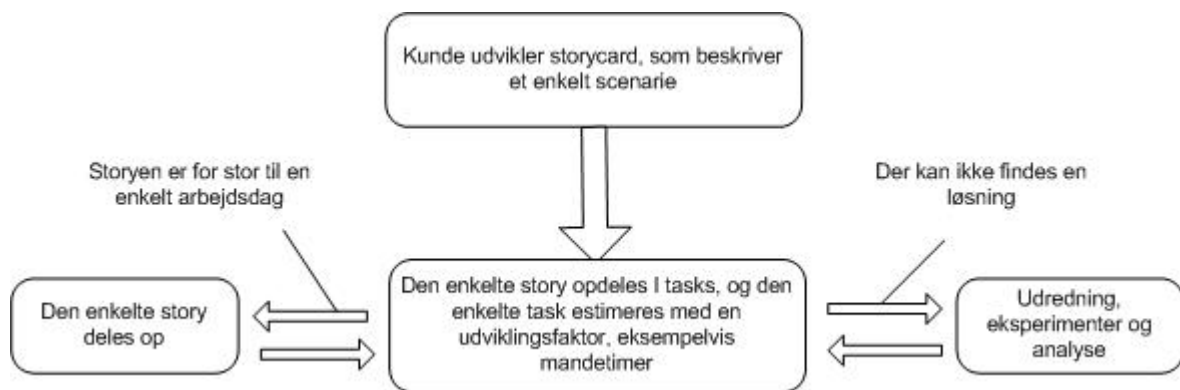 Kunde udvikler storycard, som beskriver
et enkelt scenarie
Storyen er for stor til en
enkelt arbejdsdag
Der kan ikke findes en
løsning
Den enkelte story
deles op
Den enkelte story opdeles I tasks, og den
enkelte task estimeres med en
udviklingsfaktor, eksempelvis
mandetimer
Udredning,
eksperimenter og
analyse